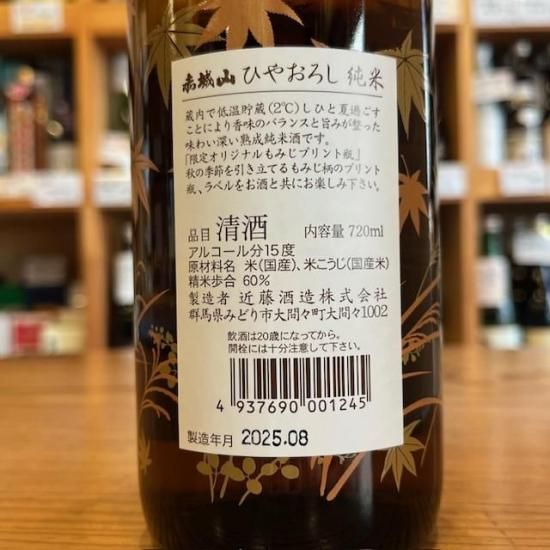 赤城山 ひやおろし 純米
蔵内で低温貯蔵(2℃)しひと夏過ごす
ことにより香味のバランスと旨みが整った
味わい深い熟成純米酒です。
「限定オリジナルもみじプリント瓶」
秋の季節を引き立てるもみじ柄のプリント
瓶、ラベルをお酒と共にお楽しみ下さい。
品目 清酒 内容量 720ml
アルコール分15度
原材料名 米(国産)、米こうじ(国産米)
精米歩合 60%
製造者 近藤酒造株式会社
群馬県みどり市大間々町大間々1002
飲酒は20歳になってから。
開栓には十分注意して下さい。
4 937690 001245
製造年月 2025.08